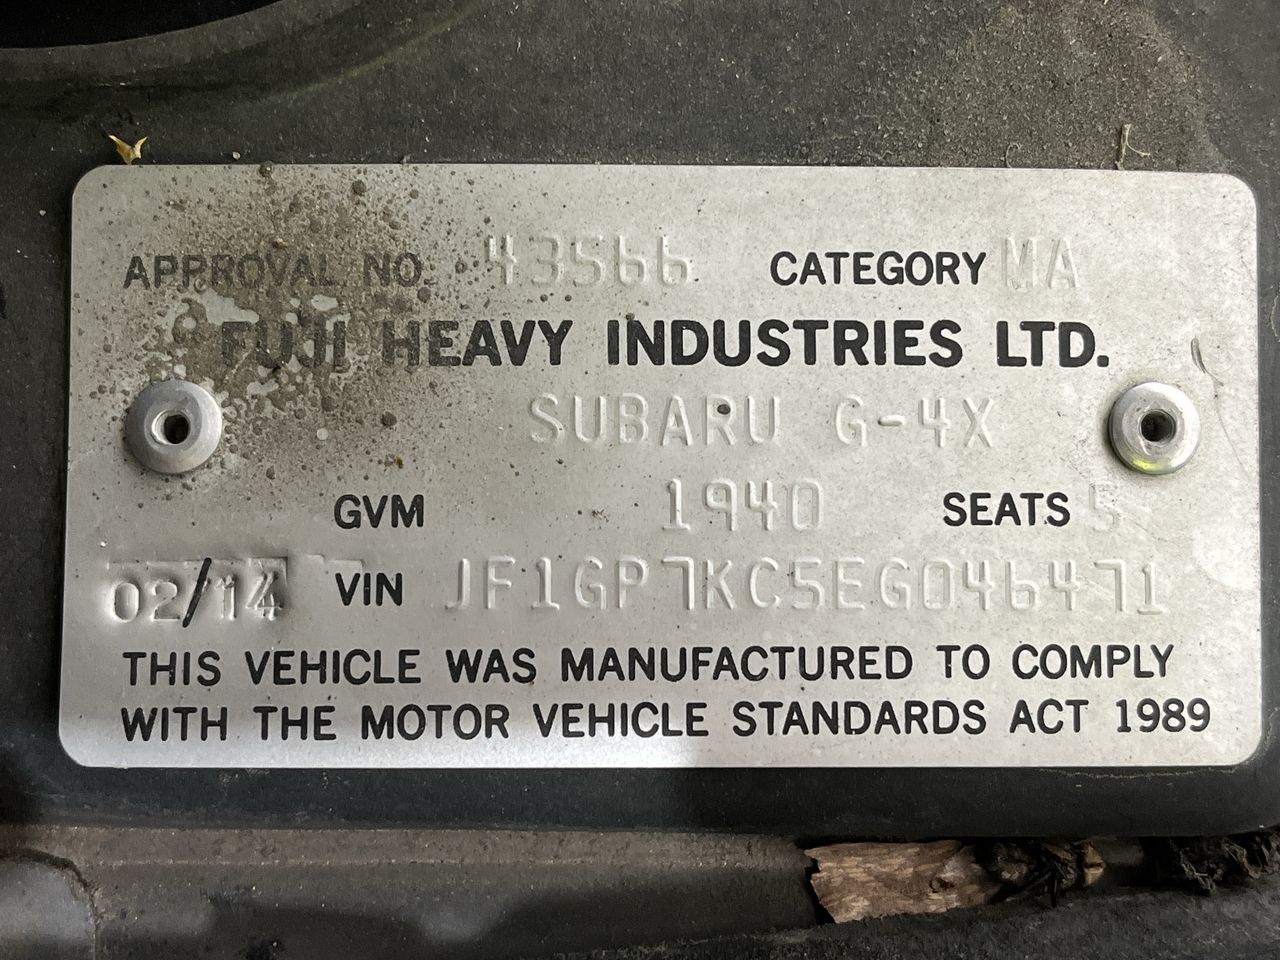 APPROVAL NO. 43566 CATEGORY MA
FUJI HEAVY INDUSTRIES LTD.
SUBARU G-4X
GVM 1940 SEATS 5
02/14 VIN JF1GP7KC5EG046471
THIS VEHICLE WAS MANUFACTURED TO COMPLY
WITH THE MOTOR VEHICLE STANDARDS ACT 1989